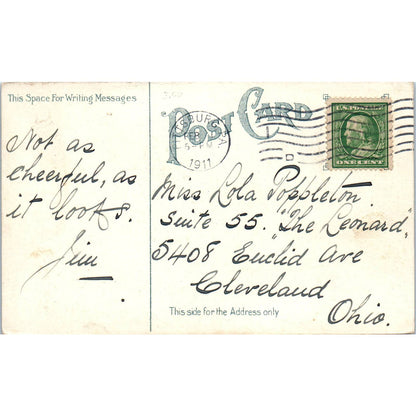 This Space For Writing Messages
POST CARD
1911
U.S. POSTAGE
ONE CENT
Not as
cheerful, as
it looks.
Jim
Miss Lola Poppleton
Suite 55. "The Leonard"
5408 Euclid Ave
Cleveland
Ohio.
This side for the Address only